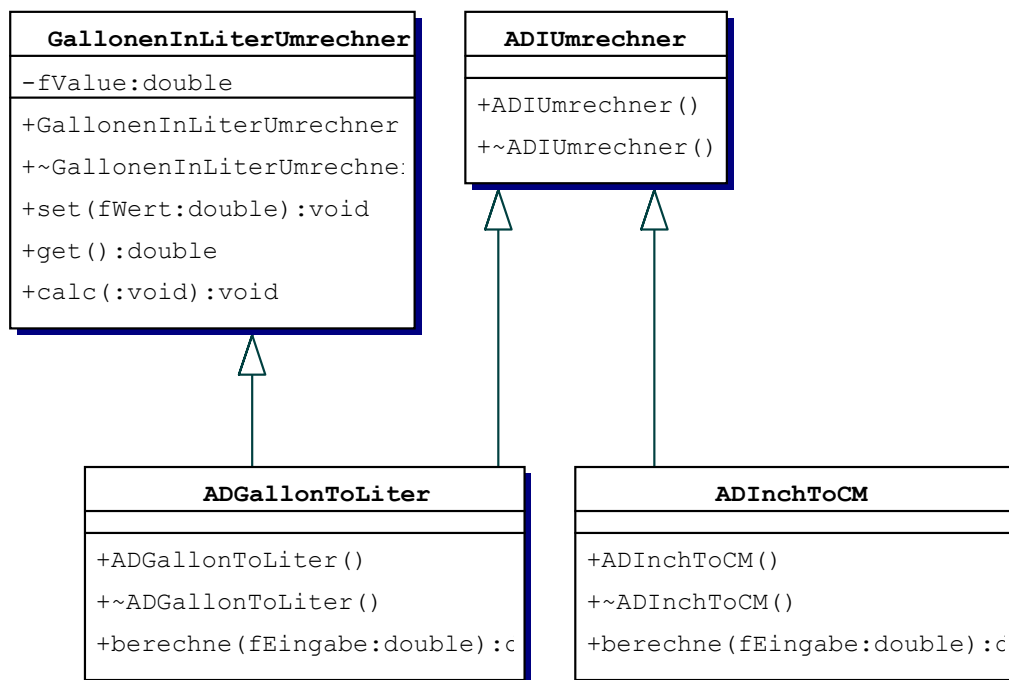 GallonenInLiterUmrechner
-fValue:double
+GallonenInLiterUmrechner
+~GallonenInLiterUmrechne
+set(fWert:double):void
+get():double
+calc(:void):void
ADIUmrechner
+ADIUmrechner()
+~ADIUmrechner()
ADGallonToLiter
+ADGallonToLiter()
+~ADGallonToLiter()
+berechne(fEingabe:double):
ADInchToCM
+ADInchToCM()
+~ADInchToCM()
+berechne(fEingabe:double):